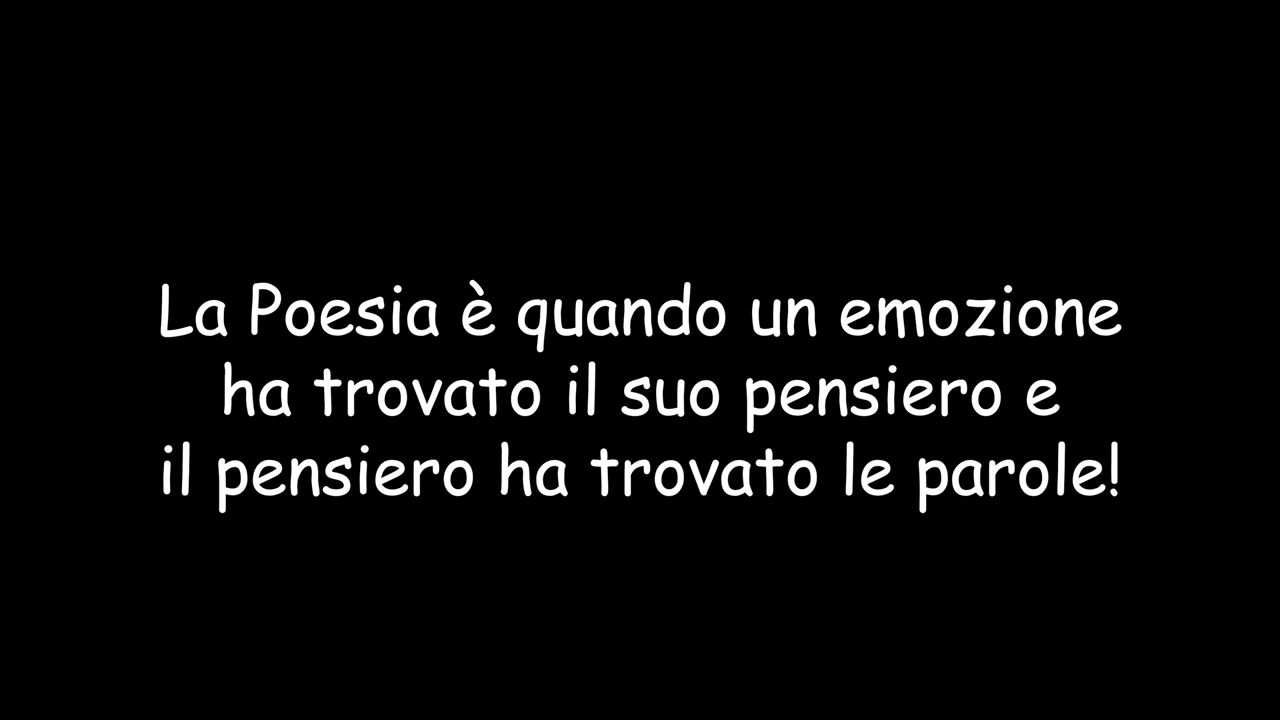 La Poesia è quando un emozione
ha trovato il suo pensiero e
il pensiero ha trovato le parole!